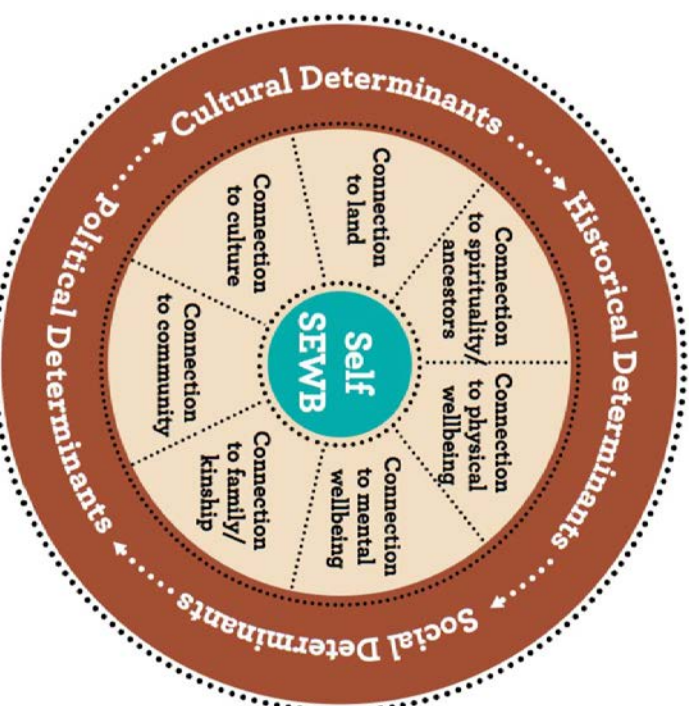 Cultural Determinants
Historical Determinants
Social Determinants
Political Determinants
Connection
to spirituality/
ancestors
Connection
to physical
wellbeing
Connection
to mental
wellbeing
Connection
to family/
kinship
Connection
to community
Connection
to culture
Connection
to land
Self
SEWB